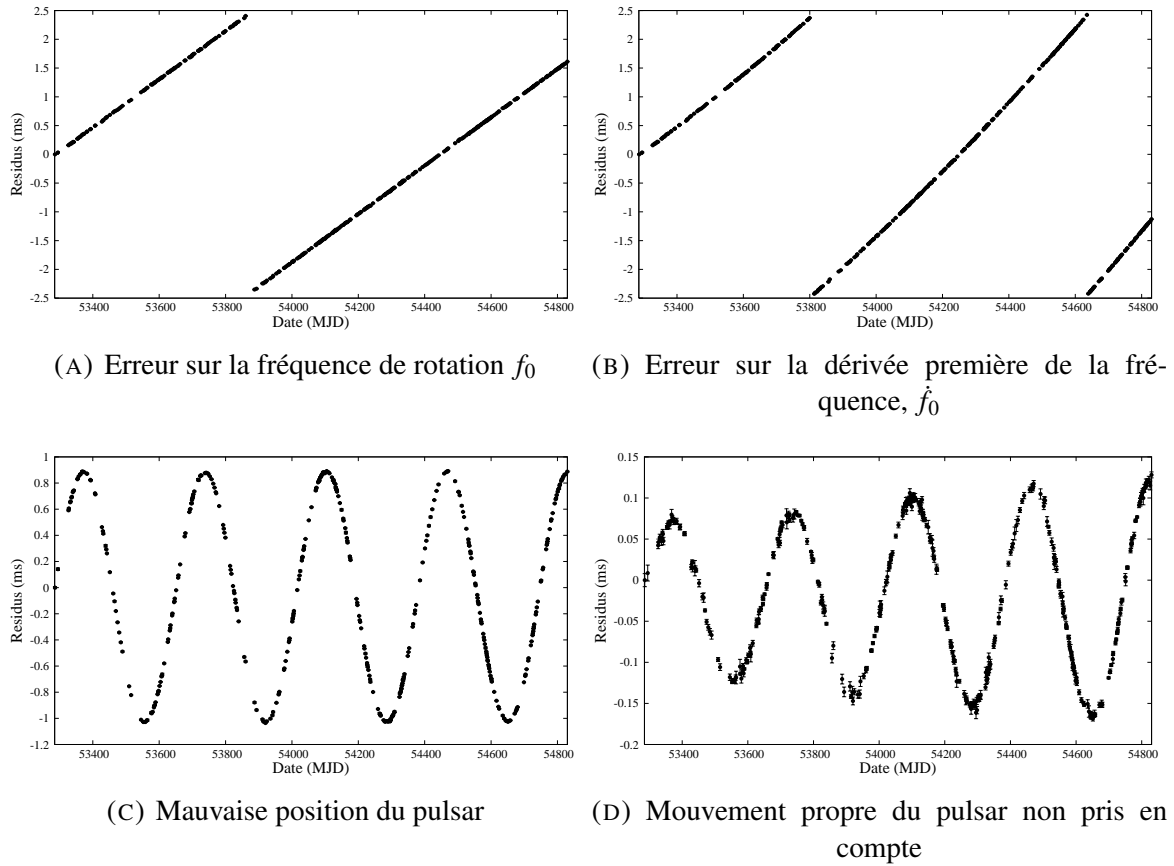 2.5
2
1.5
1
0.5
0
-0.5
-1
-1.5
-2
-2.5
Residus (ms)
53400 53600 53800 54000 54200 54400 54600 54800
Date (MJD)
(A) Erreur sur la fréquence de rotation f0
2.5
2
1.5
1
0.5
0
-0.5
-1
-1.5
-2
-2.5
Residus (ms)
53400 53600 53800 54000 54200 54400 54600 54800
Date (MJD)
(B) Erreur sur la dérivée première de la fré-
quence, ḟ0
1
0.8
0.6
0.4
0.2
0
-0.2
-0.4
-0.6
-0.8
-1
-1.2
Residus (ms)
53400 53600 53800 54000 54200 54400 54600 54800
Date (MJD)
(C) Mauvaise position du pulsar
0.15
0.1
0.05
0
-0.05
-0.1
-0.15
-0.2
Residus (ms)
53400 53600 53800 54000 54200 54400 54600 54800
Date (MJD)
(D) Mouvement propre du pulsar non pris en
compte